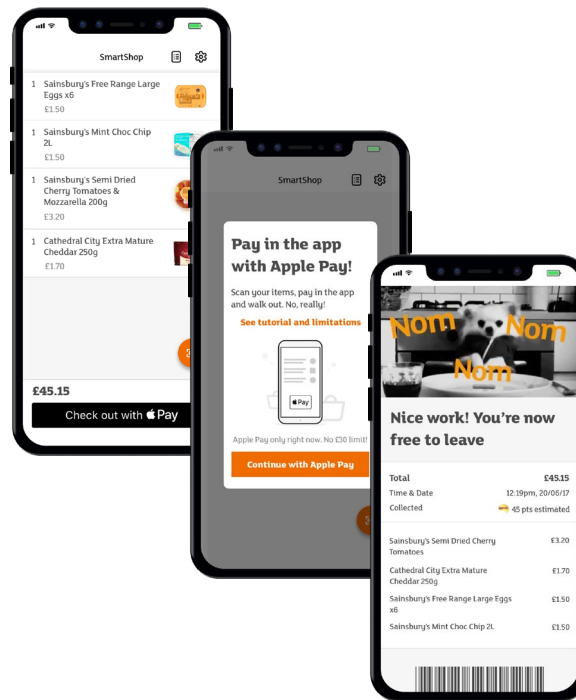 SmartShop
1 Sainsbury's Free Range Large
Eggs x6
£1.50
1 Sainsbury's Mint Choc Chip
2L
£1.50
1 Sainsbury's Semi Dried
Cherry Tomatoes &
Mozzarella 200g
£3.20
1 Cathedral City Extra Mature
Cheddar 250g
£1.70
£45.15
Check out with Pay
SmartShop
Pay in the app
with Apple Pay!
Scan your items, pay in the app
and walk out. No, really!
See tutorial and limitations
Pay
Apple Pay only right now. No £30 limit!
Continue with Apple Pay
Nom
Nom
Nom
Nice work! You're now
free to leave
Total £45.15
Time & Date 12:19pm, 20/06/17
Collected 45 pts estimated
Sainsbury's Semi Dried Cherry £3.20
Tomatoes
Cathedral City Extra Mature £1.70
Cheddar 250g
Sainsbury's Free Range Large Eggs £1.50
x6
Sainsbury's Mint Choc Chip 2L £1.50